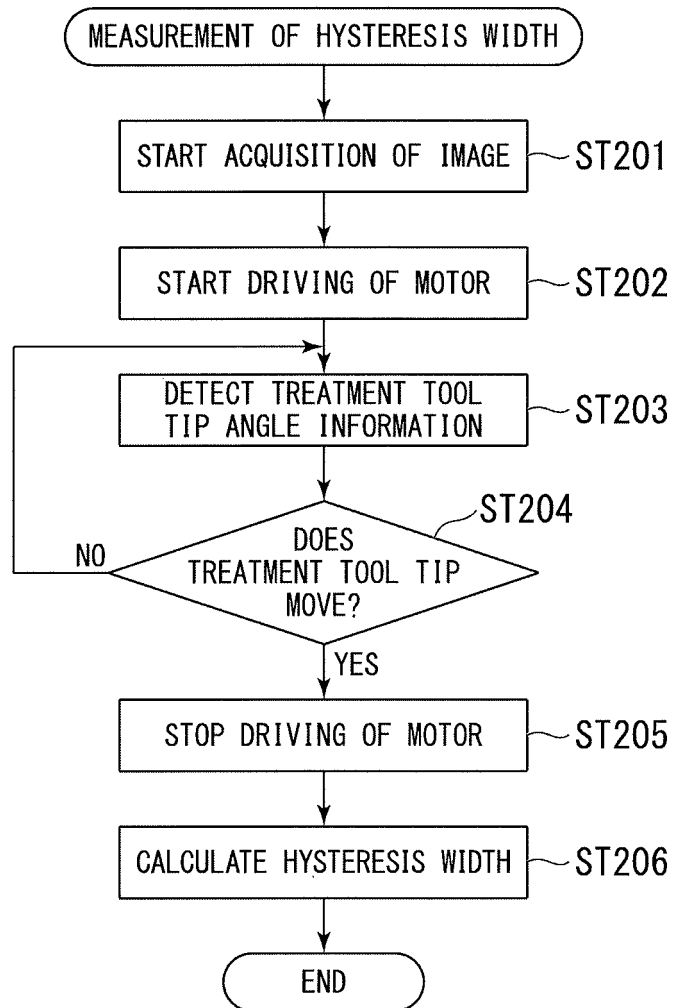 MEASUREMENT OF HYSTERESIS WIDTH
START ACQUISITION OF IMAGE
ST201
START DRIVING OF MOTOR
ST202
DETECT TREATMENT TOOL
TIP ANGLE INFORMATION
ST203
ST204
DOES
TREATMENT TOOL TIP
MOVE?
NO
YES
STOP DRIVING OF MOTOR
ST205
CALCULATE HYSTERESIS WIDTH
ST206
END